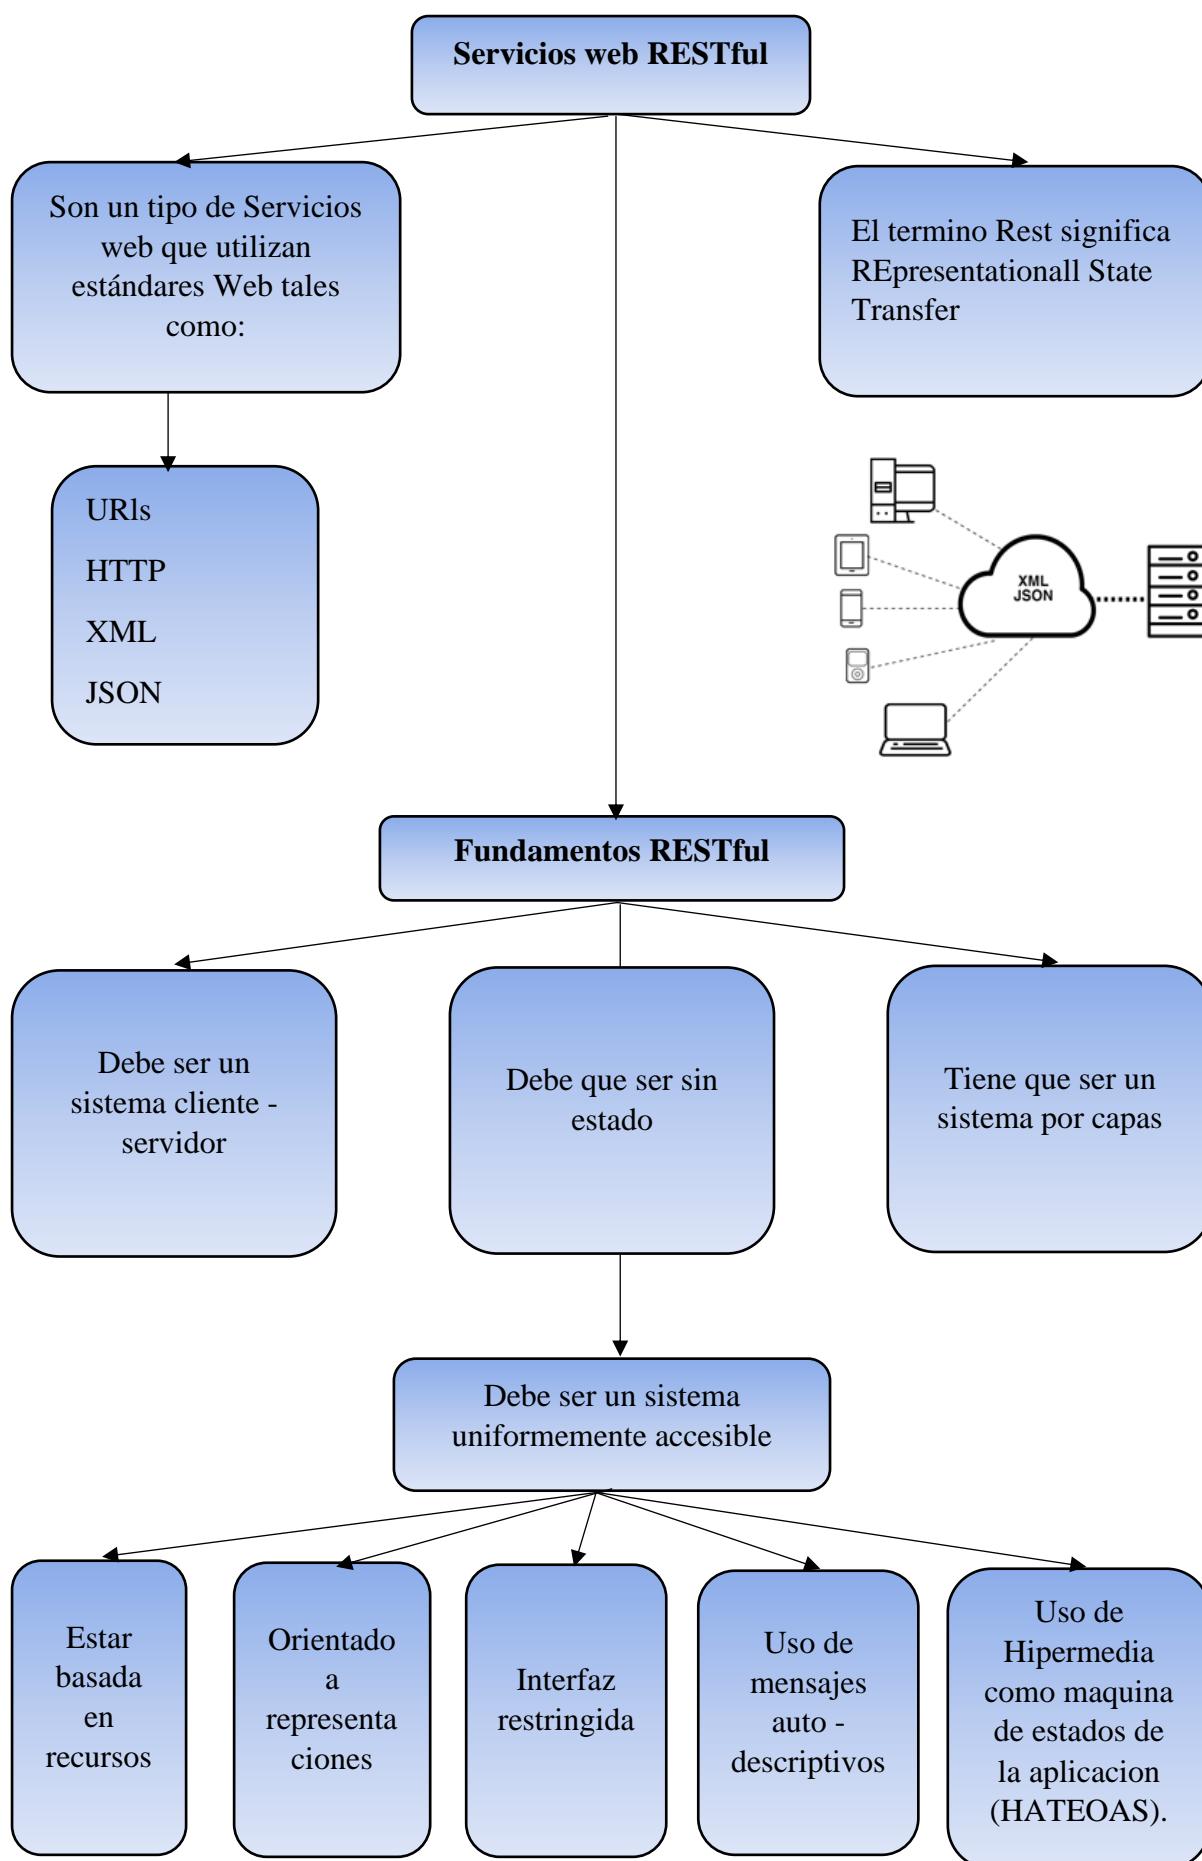 Servicios web RESTful
Son un tipo de Servicios
web que utilizan
estándares Web tales
como:
El termino Rest significa
REpresentationall State
Transfer
URls
HTTP
XML
JSON
XML
JSON
Fundamentos RESTful
Debe ser un
sistema cliente -
servidor
Debe que ser sin
estado
Tiene que ser un
sistema por capas
Debe ser un sistema
uniformemente accesible
Estar
basada
en
recursos
Orientado
a
representa
ciones
Interfaz
restringida
Uso de
mensajes
auto -
descriptivos
Uso de
Hipermedia
como maquina
de estados de
la aplicacion
(HATEOAS).